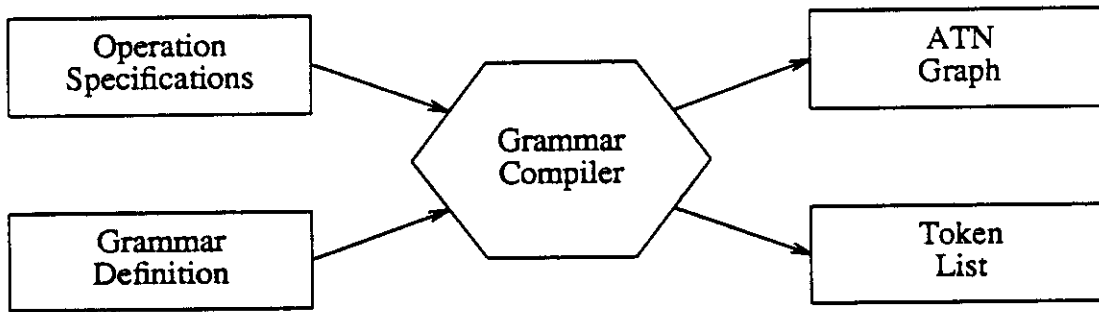 Operation
Specifications
Grammar
Definition
Grammar
Compiler
ATN
Graph
Token
List